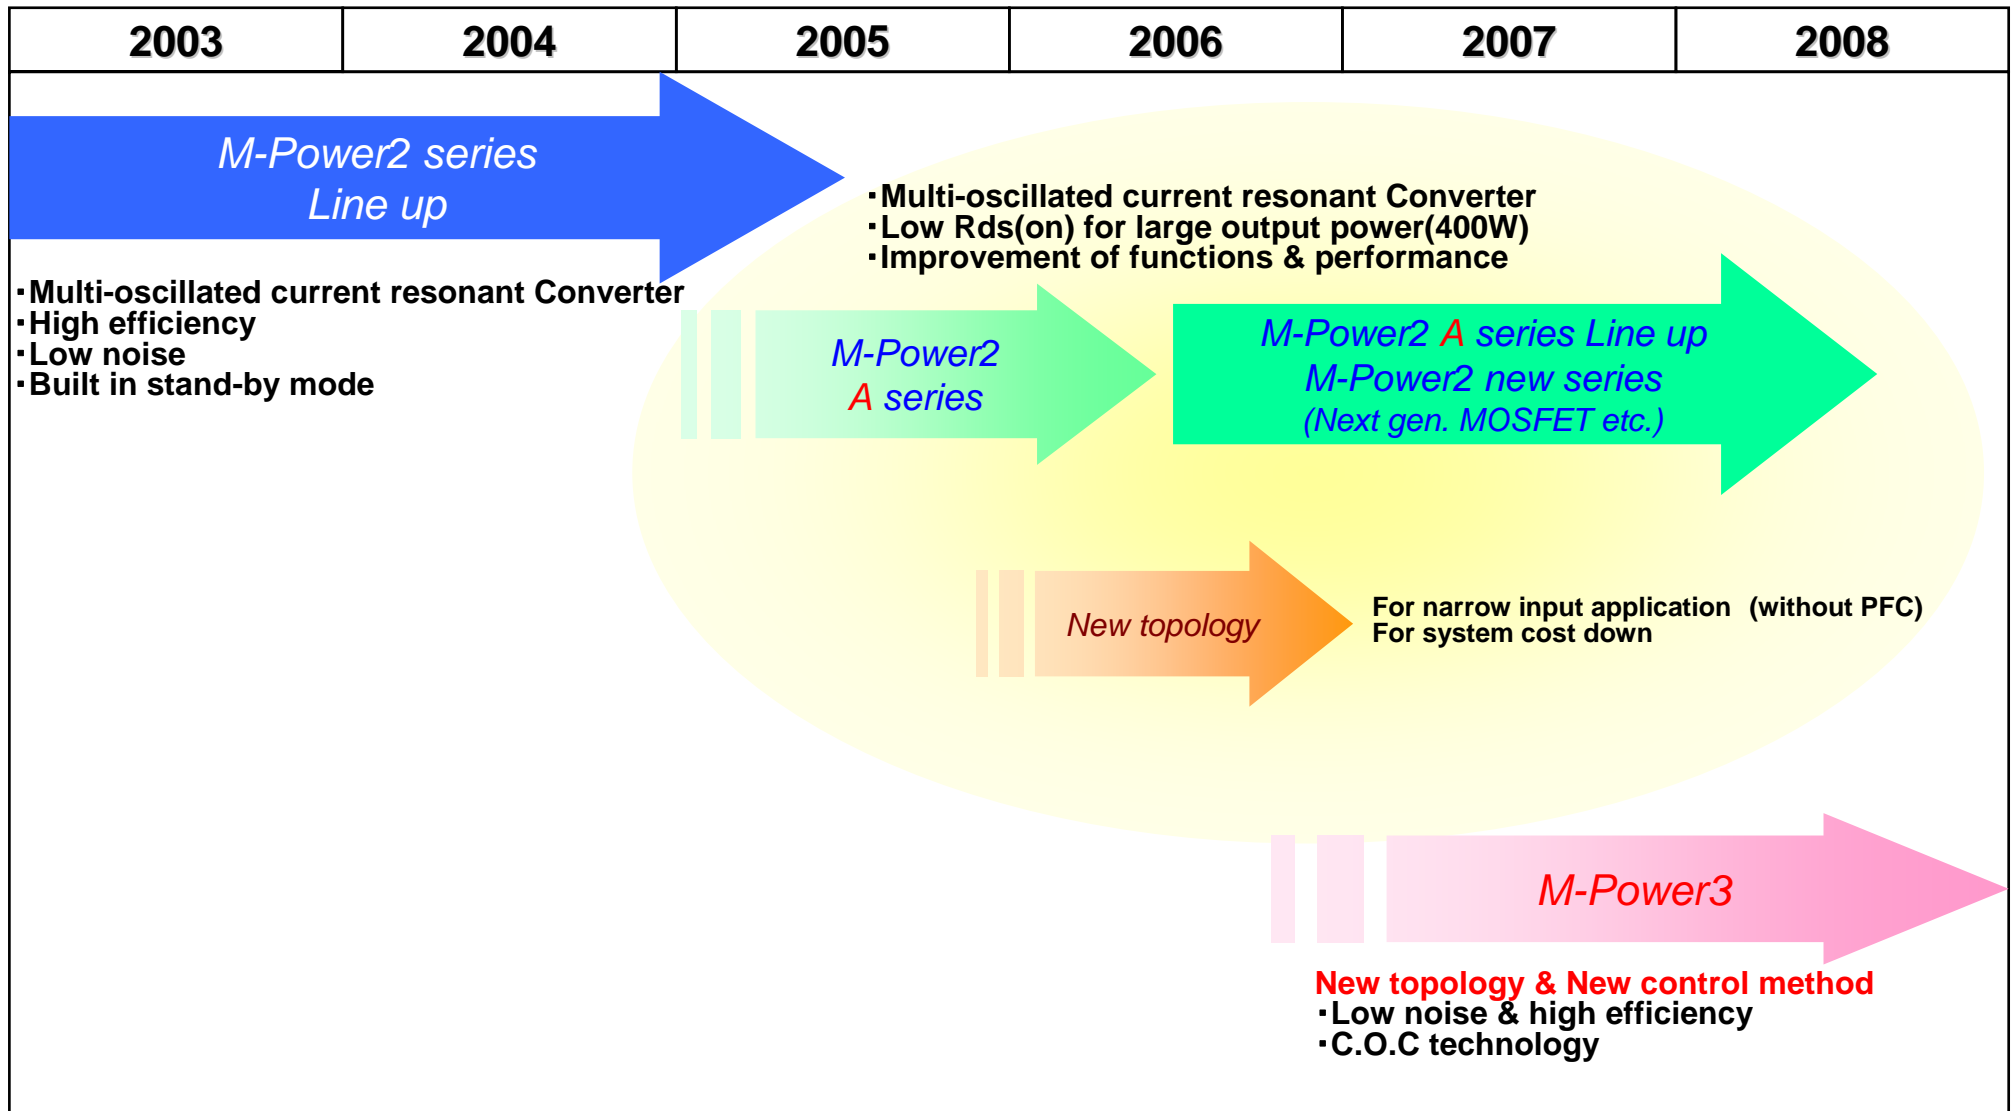 2003 2004 2005 2006 2007 2008
M-Power2 series
Line up
・Multi-oscillated current resonant Converter
・High efficiency
・Low noise
・Built in stand-by mode
・Multi-oscillated current resonant Converter
・Low Rds(on) for large output power(400W)
・Improvement of functions & performance
M-Power2
A series
M-Power2 A series Line up
M-Power2 new series
(Next gen. MOSFET etc.)
New topology
For narrow input application (without PFC)
For system cost down
M-Power3
New topology & New control method
・Low noise & high efficiency
・C.O.C technology